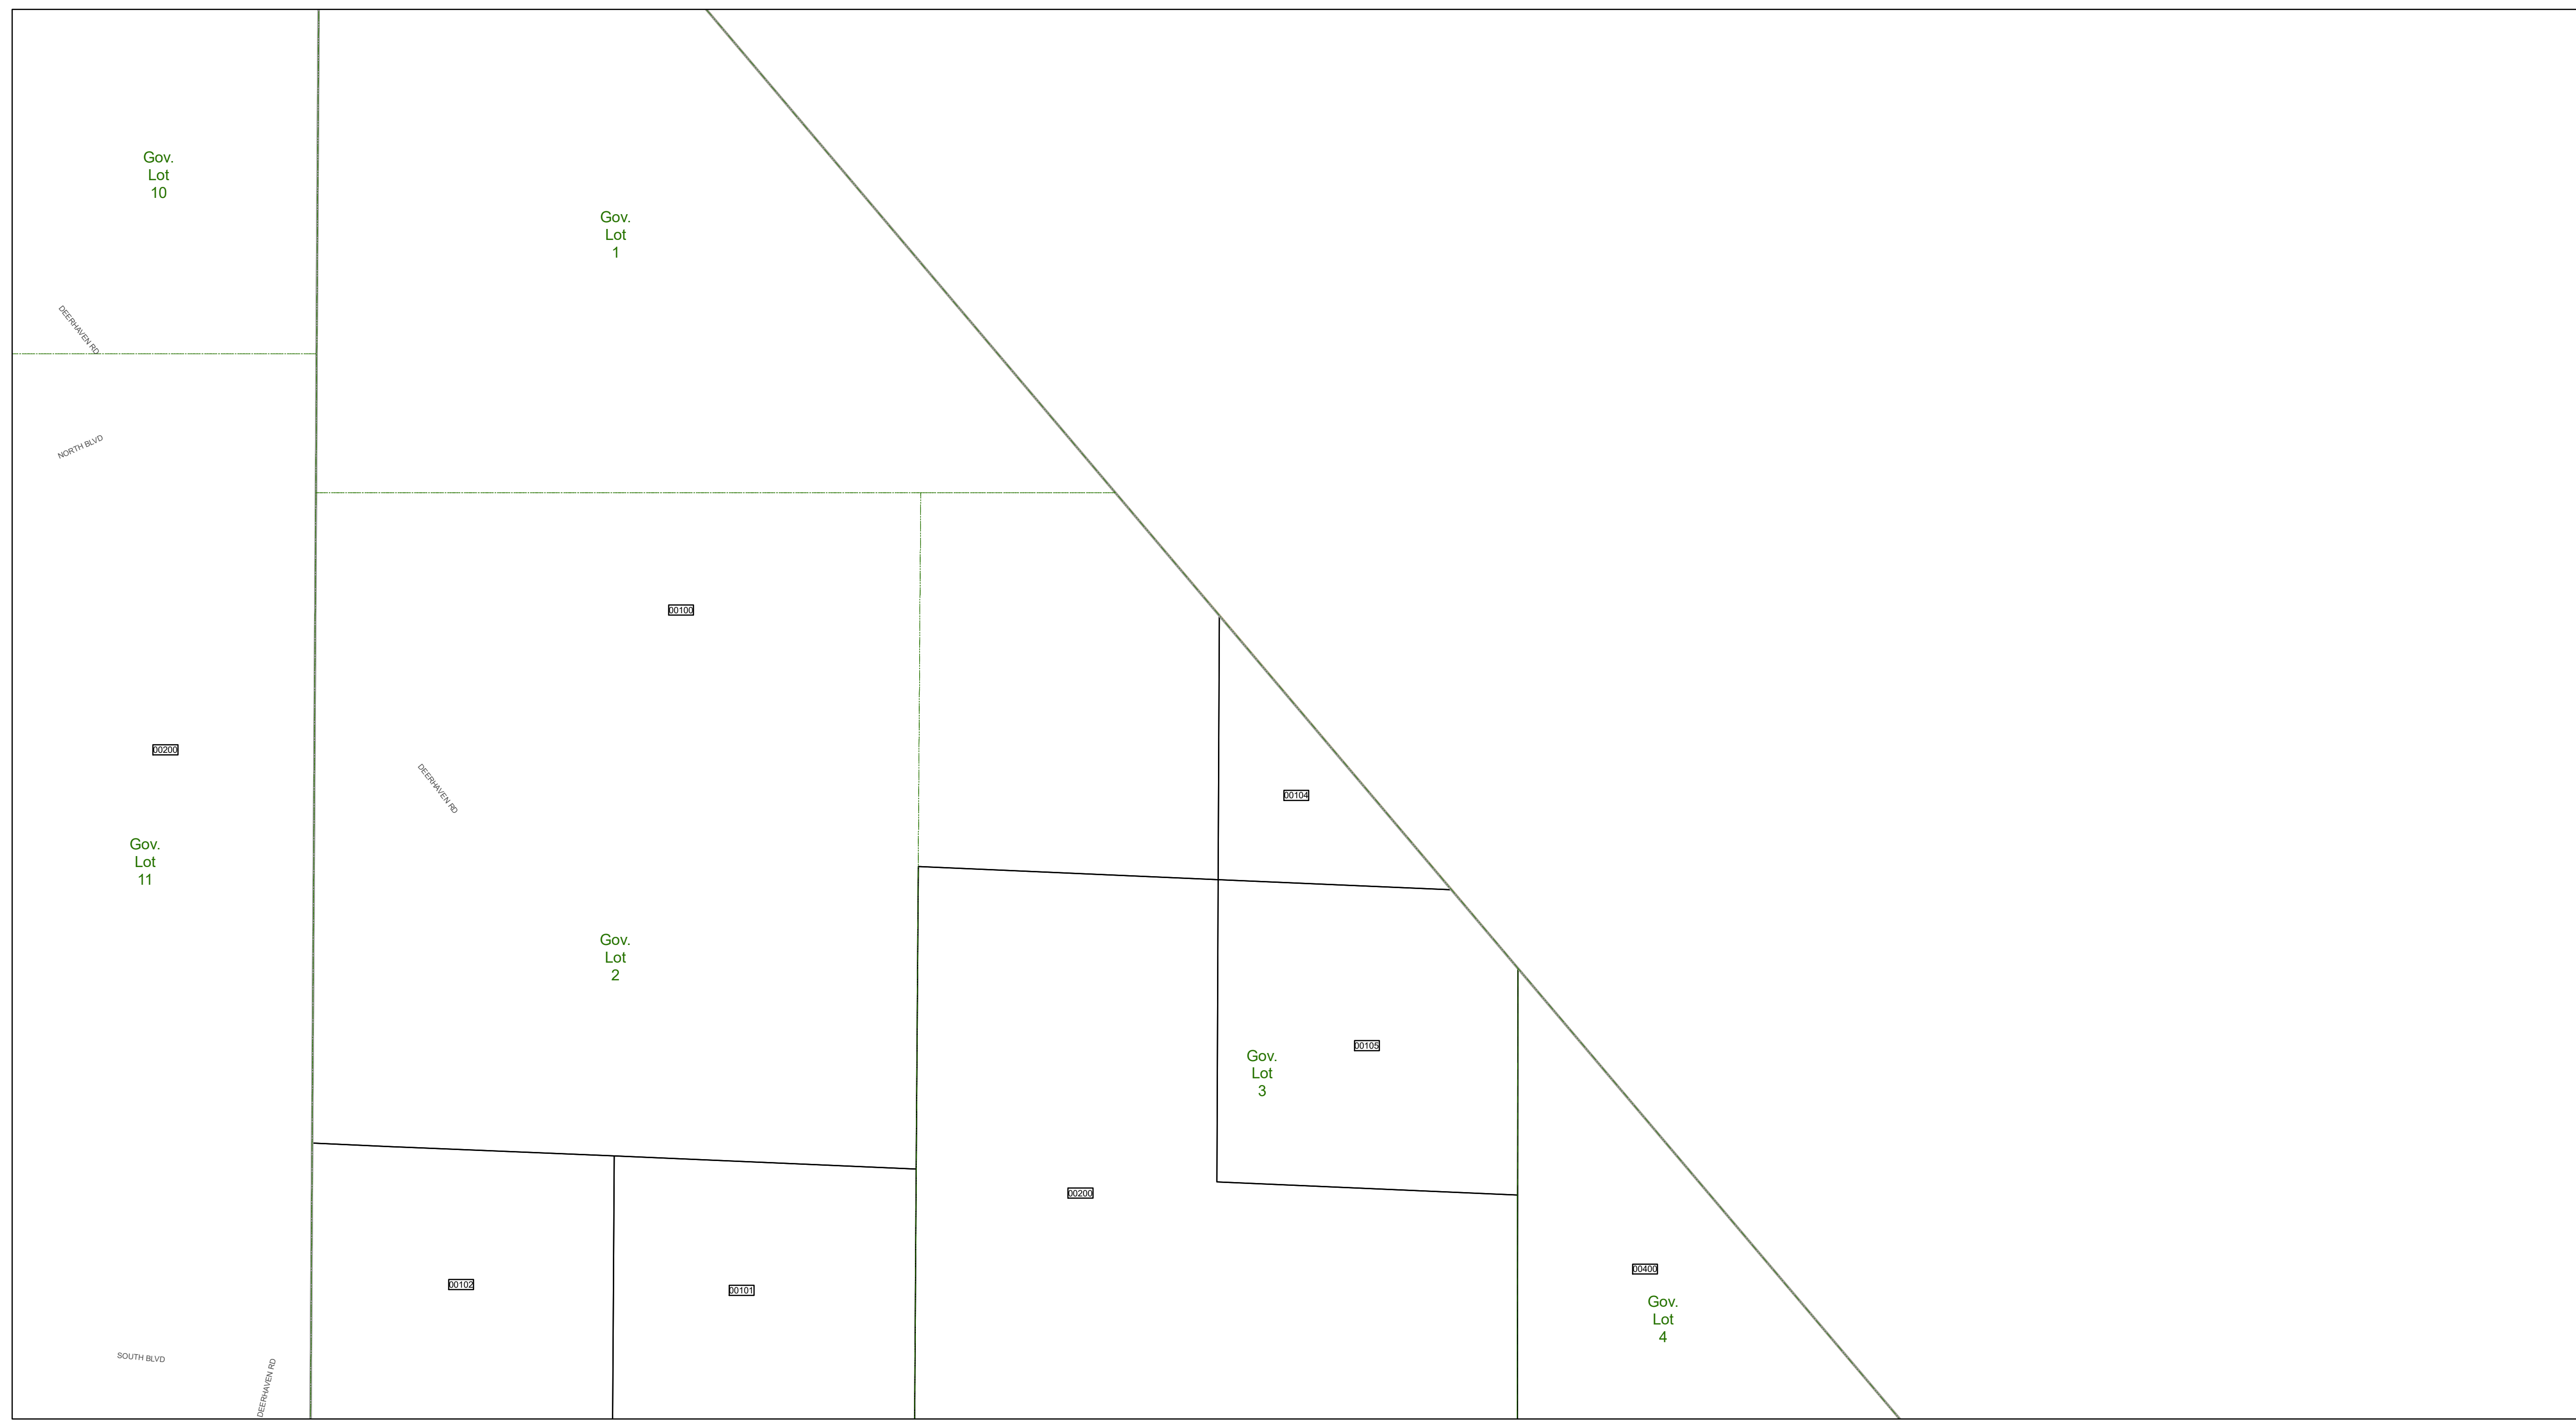 Gov.
Lot
10
Gov.
Lot
1
DEERHAVEN RD
NORTH BLVD
00100
00200
DEERHAVEN RD
00104
Gov.
Lot
11
Gov.
Lot
2
Gov.
Lot
3
00105
00200
00400
00102
00101
Gov.
Lot
4
SOUTH BLVD
DEERHAVEN RD